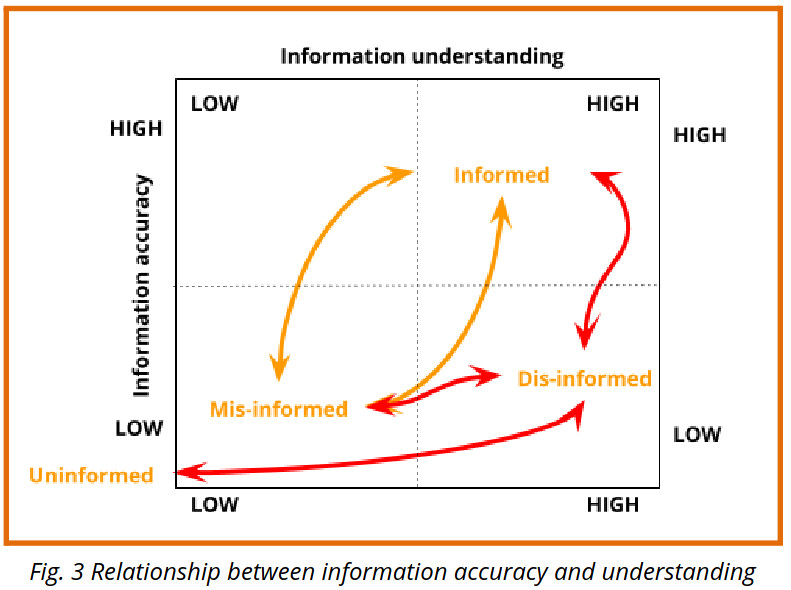 Information understanding
LOW
HIGH
HIGH
HIGH
Informed
Information accuracy
Dis-informed
Mis-informed
LOW
LOW
Uninformed
LOW
HIGH
Fig. 3 Relationship between information accuracy and understanding